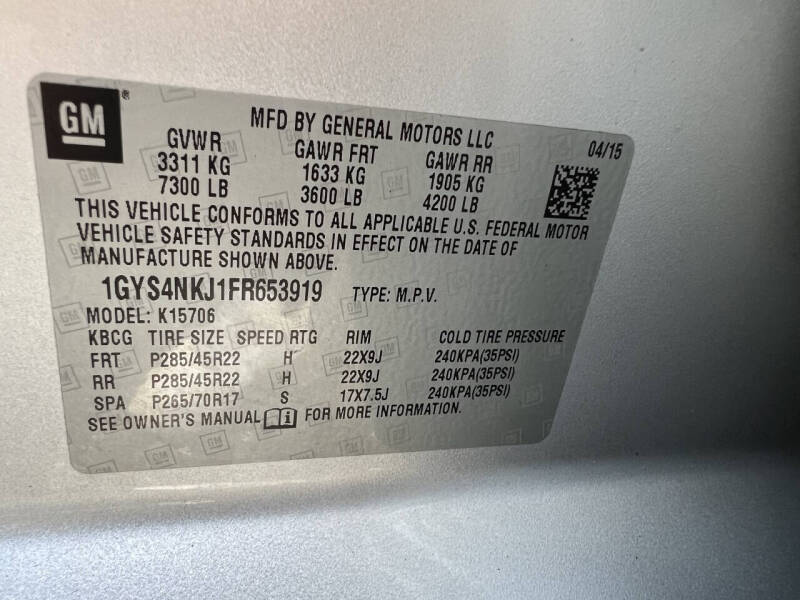 GM ®
MFD BY GENERAL MOTORS LLC
GVWR GAWR FRT GAWR RR 04/15
3311 KG 1633 KG 1905 KG
7300 LB 3600 LB 4200 LB
THIS VEHICLE CONFORMS TO ALL APPLICABLE U.S. FEDERAL MOTOR
VEHICLE SAFETY STANDARDS IN EFFECT ON THE DATE OF
MANUFACTURE SHOWN ABOVE.
1GYS4NKJ1FR653919 TYPE: M.P.V.
MODEL: K15706
KBCG TIRE SIZE SPEED RTG RIM COLD TIRE PRESSURE
FRT P285/45R22 H 22X9J 240KPA(35PSI)
RR P285/45R22 H 22X9J 240KPA(35PSI)
SPA P265/70R17 S 17X7.5J 240KPA(35PSI)
SEE OWNER'S MANUAL FOR MORE INFORMATION.